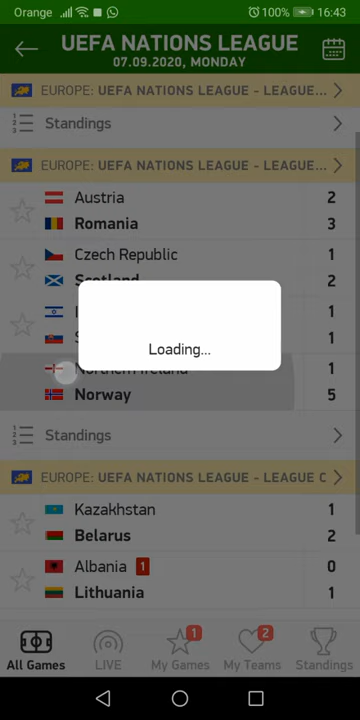 Orange 100% 16:43
UEFA NATIONS LEAGUE
07.09.2020, MONDAY
EUROPE: UEFA NATIONS LEAGUE - LEAGUE...
Standings
EUROPE: UEFA NATIONS LEAGUE - LEAGUE...
Austria 2
Romania 3
Czech Republic 1
Scotland 2
1
1
Loading...
Northern Ireland 1
Norway 5
Standings
EUROPE: UEFA NATIONS LEAGUE - LEAGUE C
Kazakhstan 1
Belarus 2
Albania 1 0
Lithuania 1
1 2
All Games LIVE My Games My Teams Standings